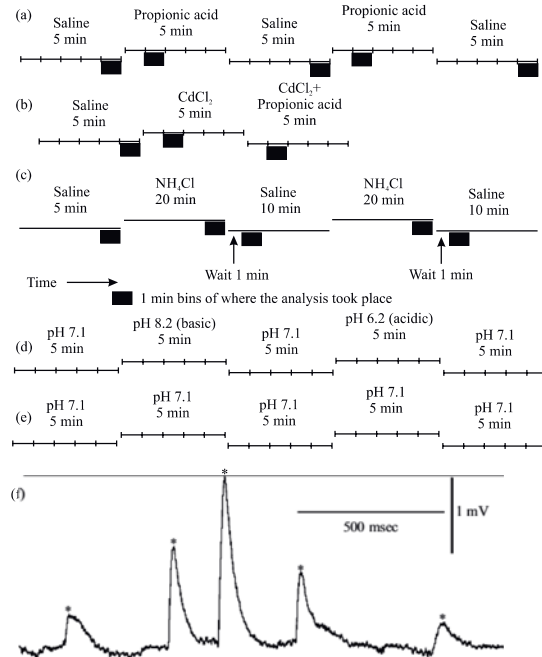 (a)
Saline
5 min
Propionic acid
5 min
Saline
5 min
Propionic acid
5 min
Saline
5 min
(b)
Saline
5 min
CdCl₂
5 min
CdCl₂+
Propionic acid
5 min
(c)
Saline
5 min
NH₄Cl
20 min
Saline
10 min
NH₄Cl
20 min
Saline
10 min
Wait 1 min
Wait 1 min
Time
1 min bins of where the analysis took place
(d)
pH 7.1
5 min
pH 8.2 (basic)
5 min
pH 7.1
5 min
pH 6.2 (acidic)
5 min
pH 7.1
5 min
(e)
pH 7.1
5 min
pH 7.1
5 min
pH 7.1
5 min
pH 7.1
5 min
pH 7.1
5 min
(f)
*
*
*
*
*
500 msec
1 mV